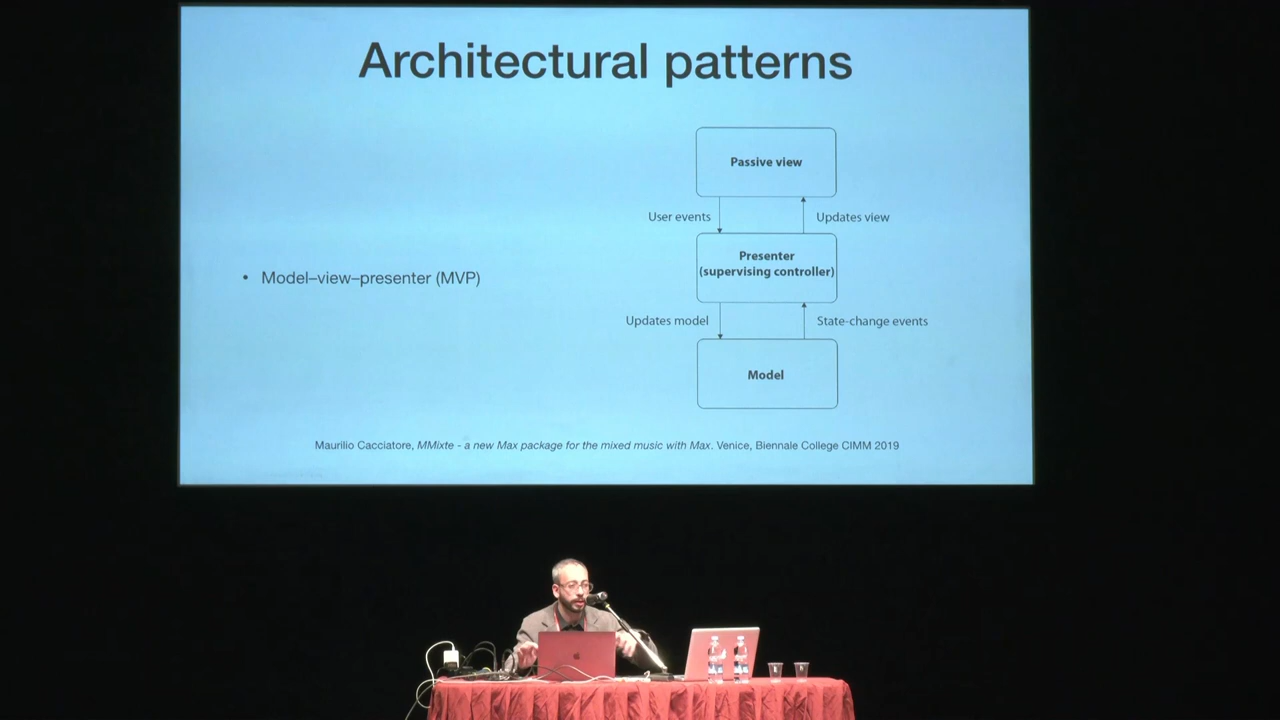 Architectural patterns
Passive view
User events
Updates view
Presenter
(supervising controller)
• Model–view–presenter (MVP)
Updates model
State-change events
Model
Maurilio Cacciatore, MMixte - a new Max package for the mixed music with Max. Venice, Biennale College CIMM 2019